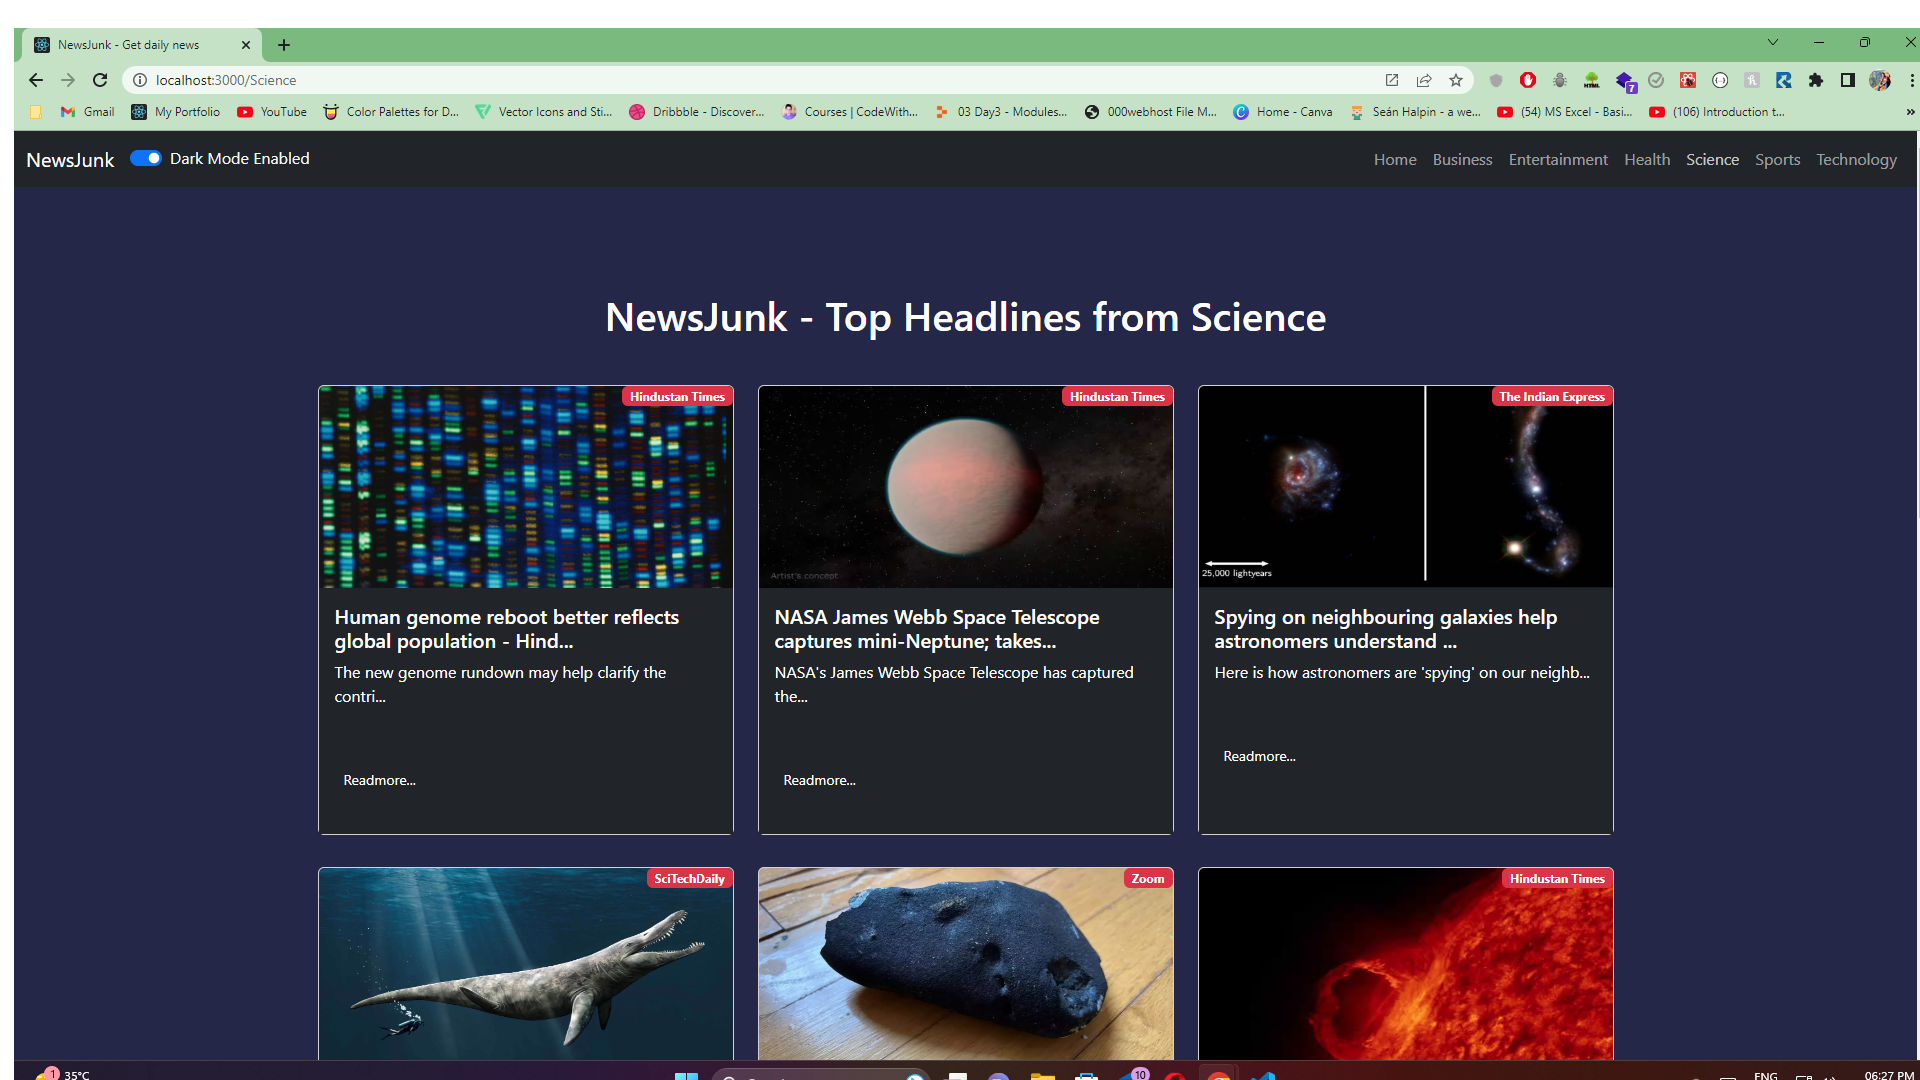 NewsJunk - Get daily news
localhost:3000/Science
7
Gmail
My Portfolio
YouTube
Color Palettes for D...
Vector Icons and Sti...
Dribbble - Discover...
Courses | CodeWith...
03 Day3 - Modules...
000webhost File M...
Home - Canva
Seán Halpin - a we...
(54) MS Excel - Basi...
(106) Introduction t...
NewsJunk
Dark Mode Enabled
Home
Business
Entertainment
Health
Science
Sports
Technology
NewsJunk - Top Headlines from Science
Hindustan Times
Human genome reboot better reflects
global population - Hind...
The new genome rundown may help clarify the
contri...
Readmore...
Hindustan Times
Artist's concept
NASA James Webb Space Telescope
captures mini-Neptune; takes...
NASA's James Webb Space Telescope has captured
the...
Readmore...
The Indian Express
25,000 lightyears
Spying on neighbouring galaxies help
astronomers understand ...
Here is how astronomers are 'spying' on our neighb...
Readmore...
SciTechDaily
Zoom
Hindustan Times
1
35°C
10
ENG
06:27 PM